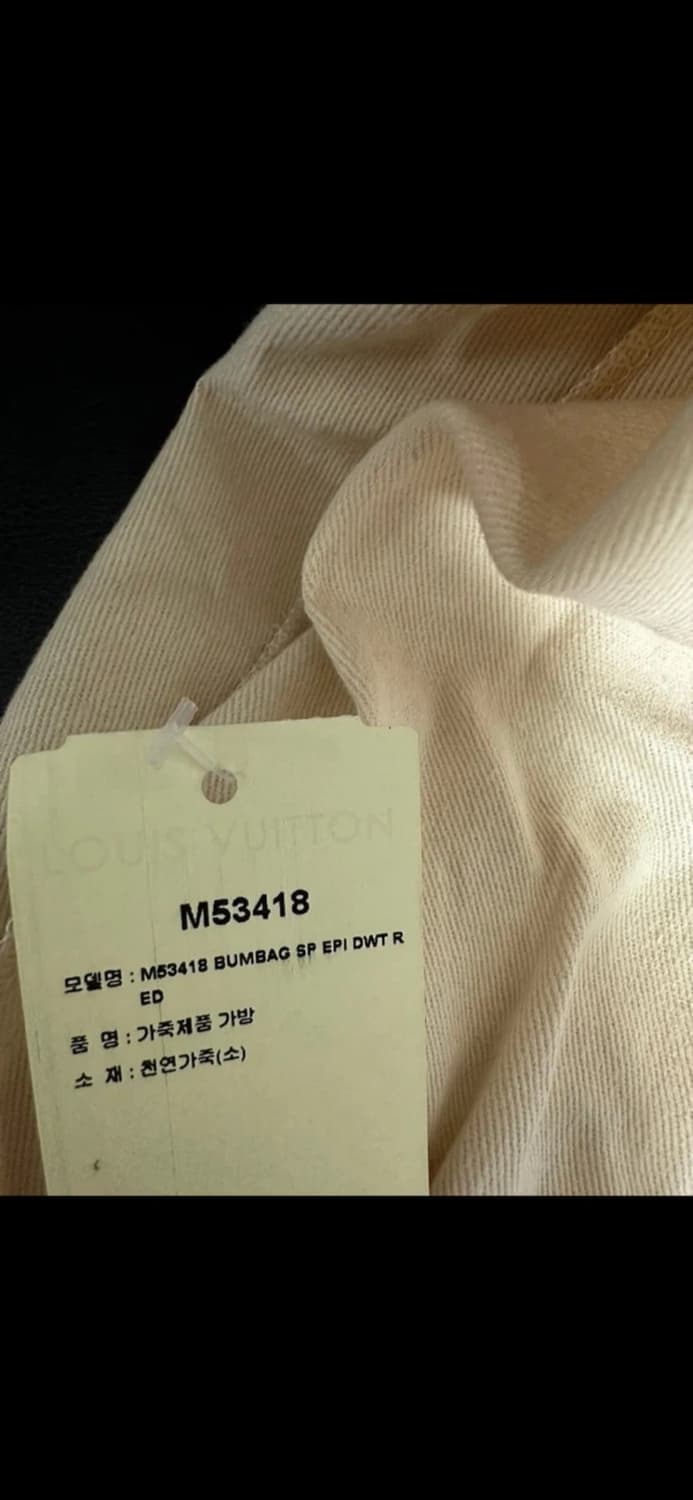 LOUIS VUITTON
M53418
모델명 : M53418 BUMBAG SP EPI DWT R
ED
품 명 : 가죽제품 가방
소 재 : 천연가죽(소)